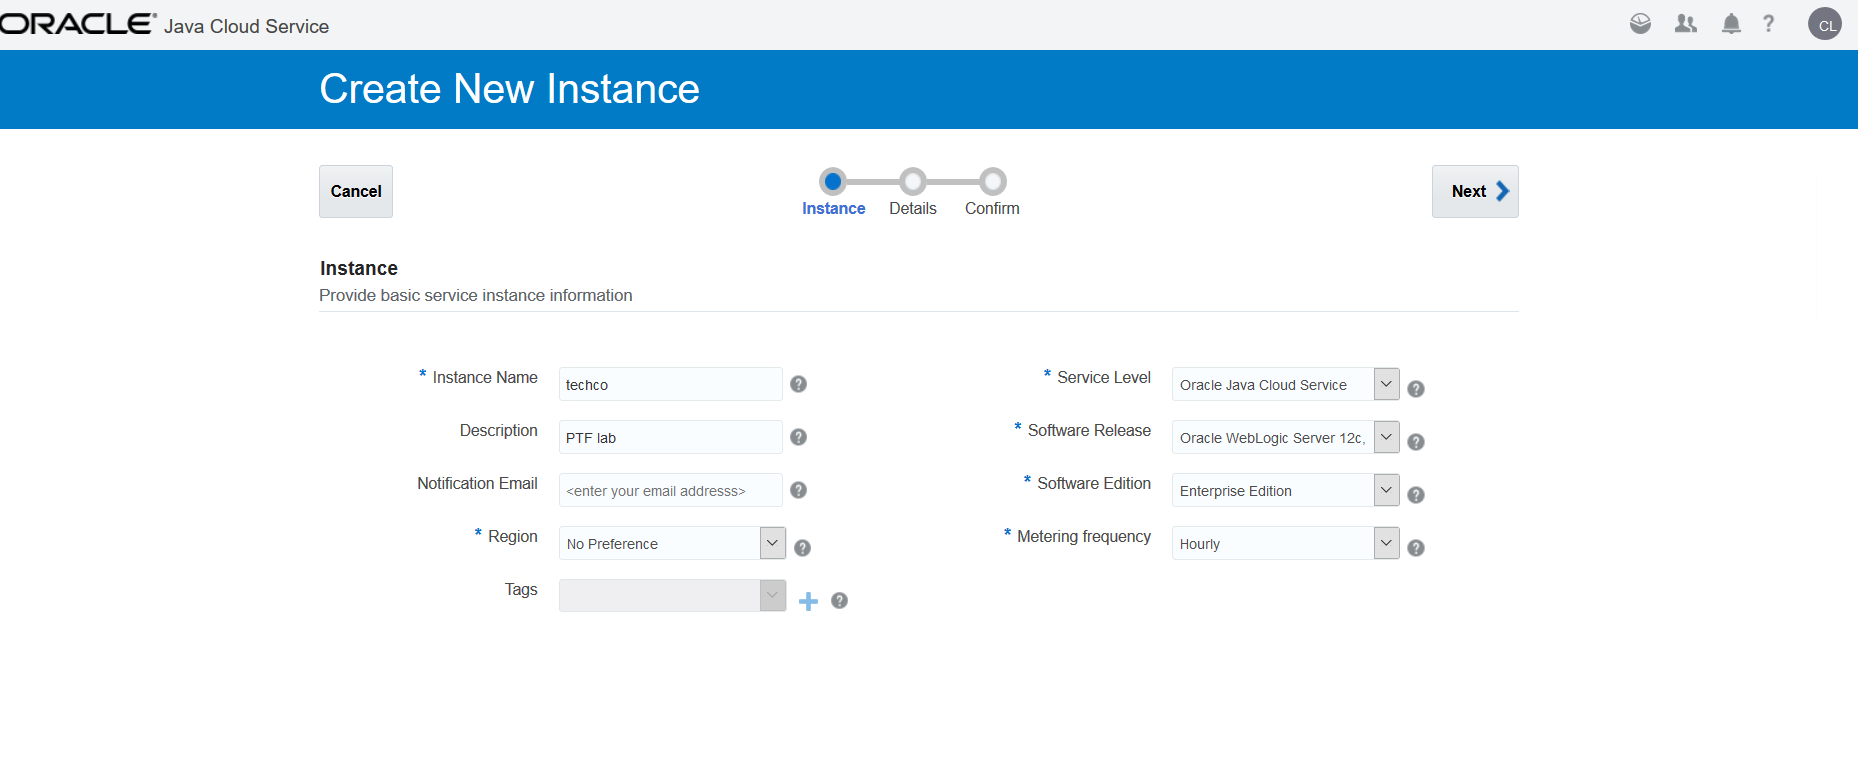 ORACLE® Java Cloud Service
? CL
Create New Instance
Cancel
Instance Details Confirm
Next
Instance
Provide basic service instance information
* Instance Name techco ?
* Service Level Oracle Java Cloud Service ?
Description PTF lab ?
* Software Release Oracle WebLogic Server 12c, ?
Notification Email <enter your email addresss> ?
* Software Edition Enterprise Edition ?
* Region No Preference ?
* Metering frequency Hourly ?
Tags ?